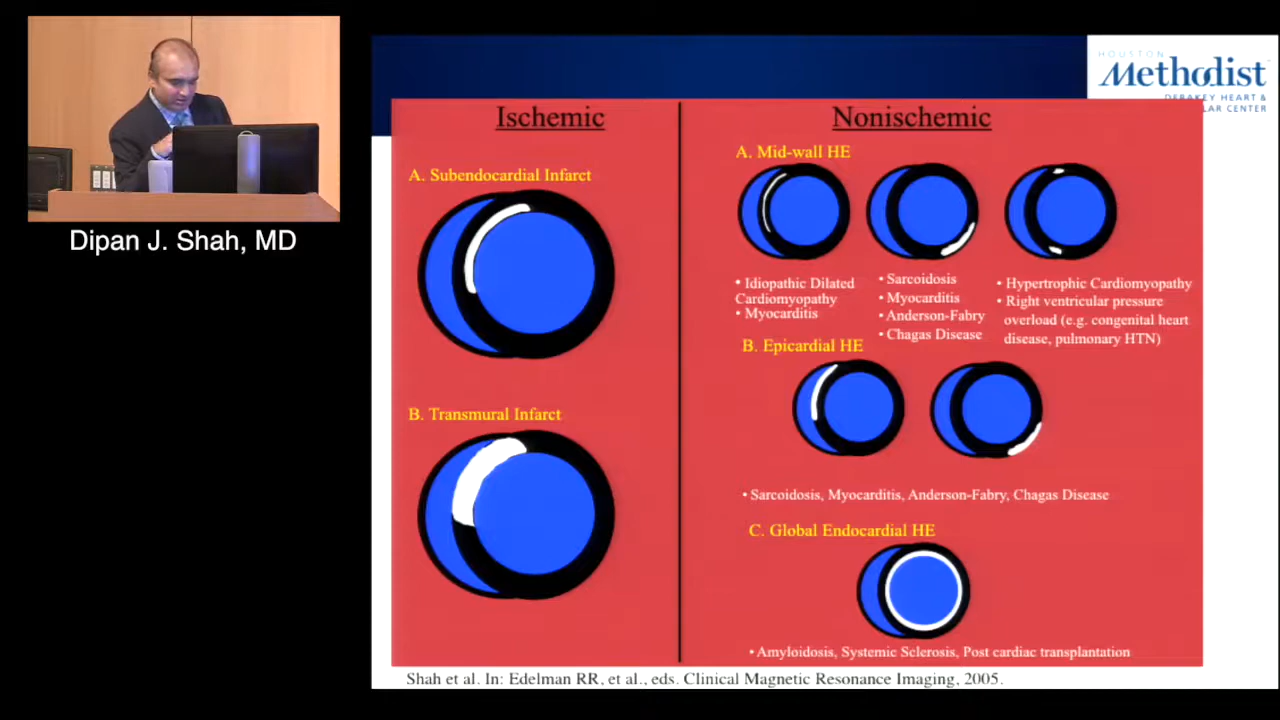 HOUSTON
Methodist
DEBAKEY HEART &
LAR CENTER
Dipan J. Shah, MD
Ischemic
A. Subendocardial Infarct
B. Transmural Infarct
Nonischemic
A. Mid-wall HE
• Idiopathic Dilated
Cardiomyopathy
• Myocarditis
• Sarcoidosis
• Myocarditis
• Anderson-Fabry
• Chagas Disease
• Hypertrophic Cardiomyopathy
• Right ventricular pressure
overload (e.g. congenital heart
disease, pulmonary HTN)
B. Epicardial HE
• Sarcoidosis, Myocarditis, Anderson-Fabry, Chagas Disease
C. Global Endocardial HE
• Amyloidosis, Systemic Sclerosis, Post cardiac transplantation
Shah et al. In: Edelman RR, et al., eds. Clinical Magnetic Resonance Imaging, 2005.